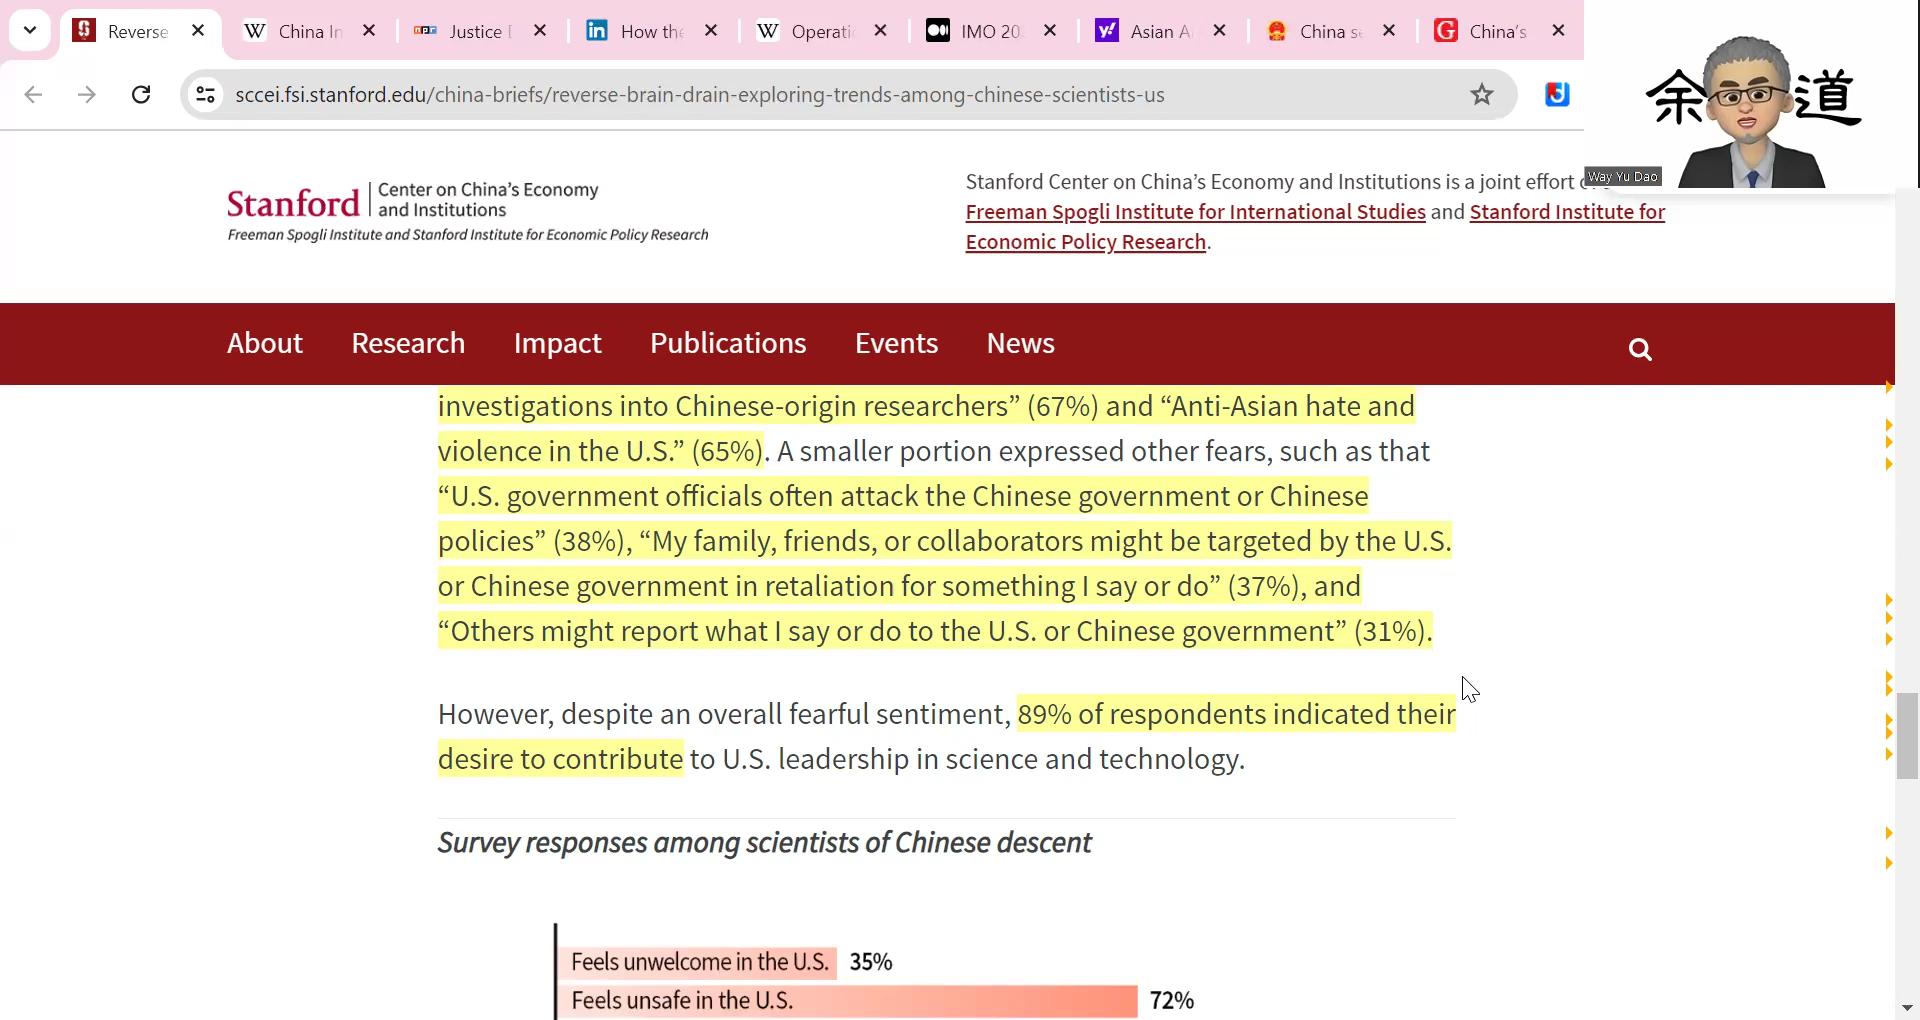 Reverse
China In
Justice D
How the
Operatio
IMO 20
Asian A
China se
China's
sccei.fsi.stanford.edu/china-briefs/reverse-brain-drain-exploring-trends-among-chinese-scientists-us
余道
Way Yu Dao
Stanford | Center on China's Economy
and Institutions
Freeman Spogli Institute and Stanford Institute for Economic Policy Research
Stanford Center on China's Economy and Institutions is a joint effort
Freeman Spogli Institute for International Studies and Stanford Institute for
Economic Policy Research.
About Research Impact Publications Events News
investigations into Chinese-origin researchers” (67%) and “Anti-Asian hate and
violence in the U.S.” (65%). A smaller portion expressed other fears, such as that
“U.S. government officials often attack the Chinese government or Chinese
policies” (38%), “My family, friends, or collaborators might be targeted by the U.S.
or Chinese government in retaliation for something I say or do” (37%), and
“Others might report what I say or do to the U.S. or Chinese government” (31%).
However, despite an overall fearful sentiment, 89% of respondents indicated their
desire to contribute to U.S. leadership in science and technology.
Survey responses among scientists of Chinese descent
Feels unwelcome in the U.S. 35%
Feels unsafe in the U.S. 72%